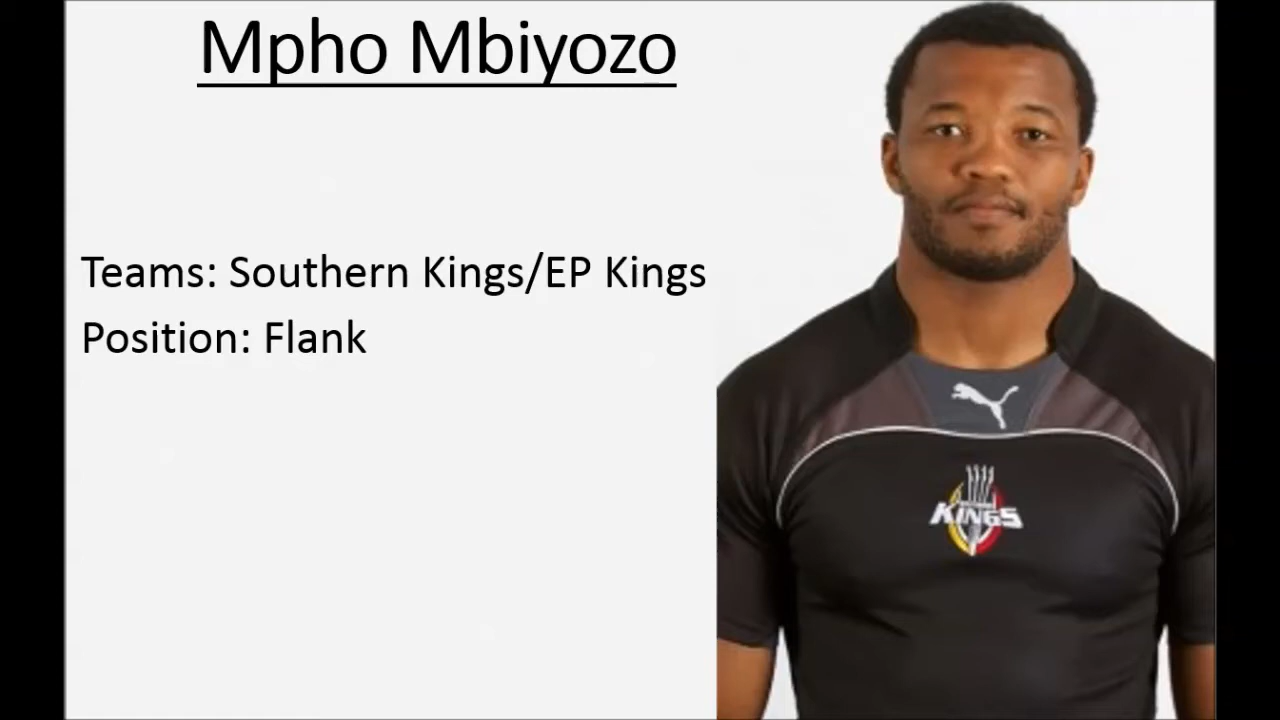 Mpho Mbiyozo
Teams: Southern Kings/EP Kings
Position: Flank
KINGS